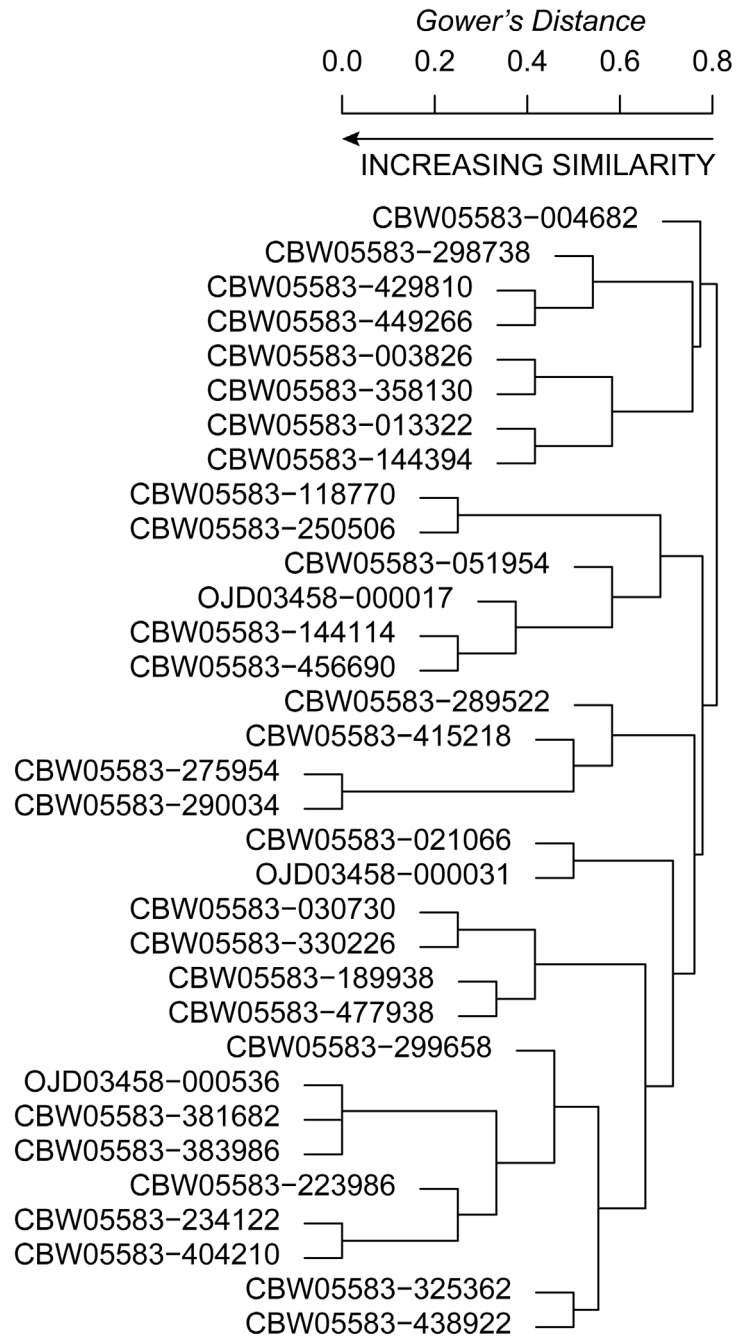 Gower's Distance
0.0 0.2 0.4 0.6 0.8
INCREASING SIMILARITY
CBW05583−004682
CBW05583−298738
CBW05583−429810
CBW05583−449266
CBW05583−003826
CBW05583−358130
CBW05583−013322
CBW05583−144394
CBW05583−118770
CBW05583−250506
CBW05583−051954
OJD03458−000017
CBW05583−144114
CBW05583−456690
CBW05583−289522
CBW05583−415218
CBW05583−275954
CBW05583−290034
CBW05583−021066
OJD03458−000031
CBW05583−030730
CBW05583−330226
CBW05583−189938
CBW05583−477938
CBW05583−299658
OJD03458−000536
CBW05583−381682
CBW05583−383986
CBW05583−223986
CBW05583−234122
CBW05583−404210
CBW05583−325362
CBW05583−438922